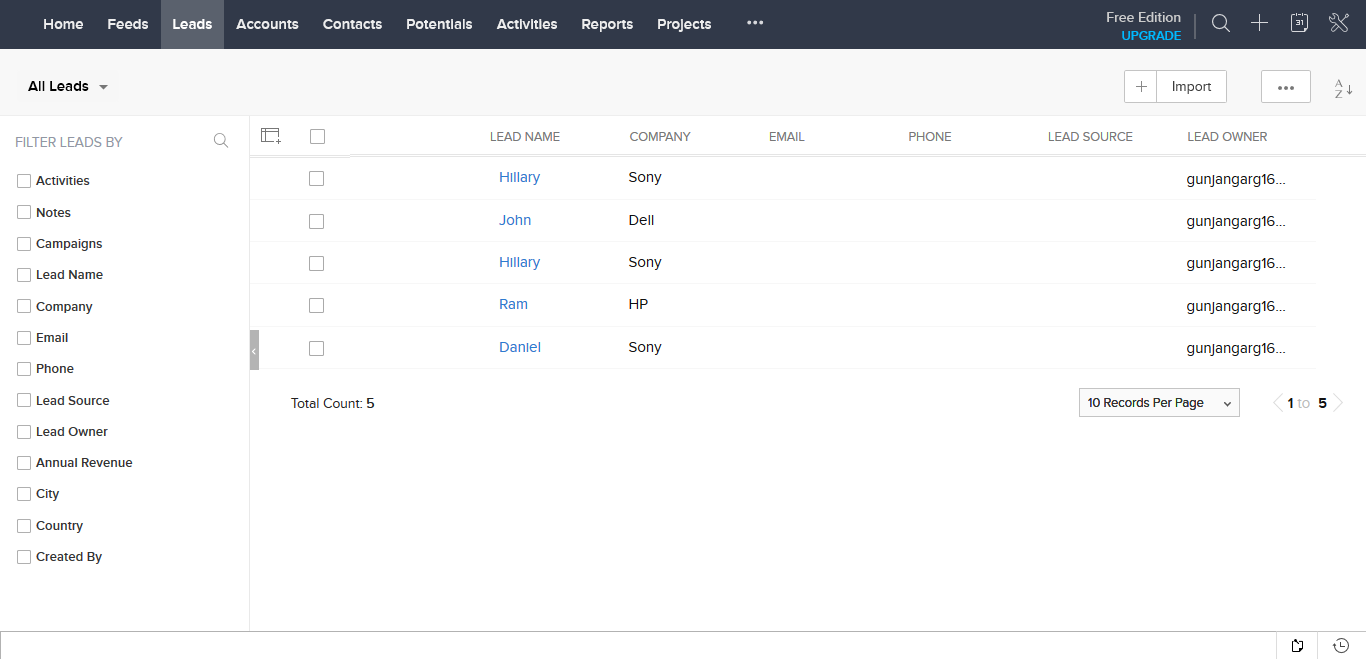 Home Feeds Leads Accounts Contacts Potentials Activities Reports Projects •••
Free Edition
UPGRADE
31
All Leads
Import
•••
A
Z
FILTER LEADS BY
Activities
Notes
Campaigns
Lead Name
Company
Email
Phone
Lead Source
Lead Owner
Annual Revenue
City
Country
Created By
LEAD NAME COMPANY EMAIL PHONE LEAD SOURCE LEAD OWNER
Hillary Sony gunjangarg16...
John Dell gunjangarg16...
Hillary Sony gunjangarg16...
Ram HP gunjangarg16...
Daniel Sony gunjangarg16...
Total Count: 5
10 Records Per Page
1 to 5